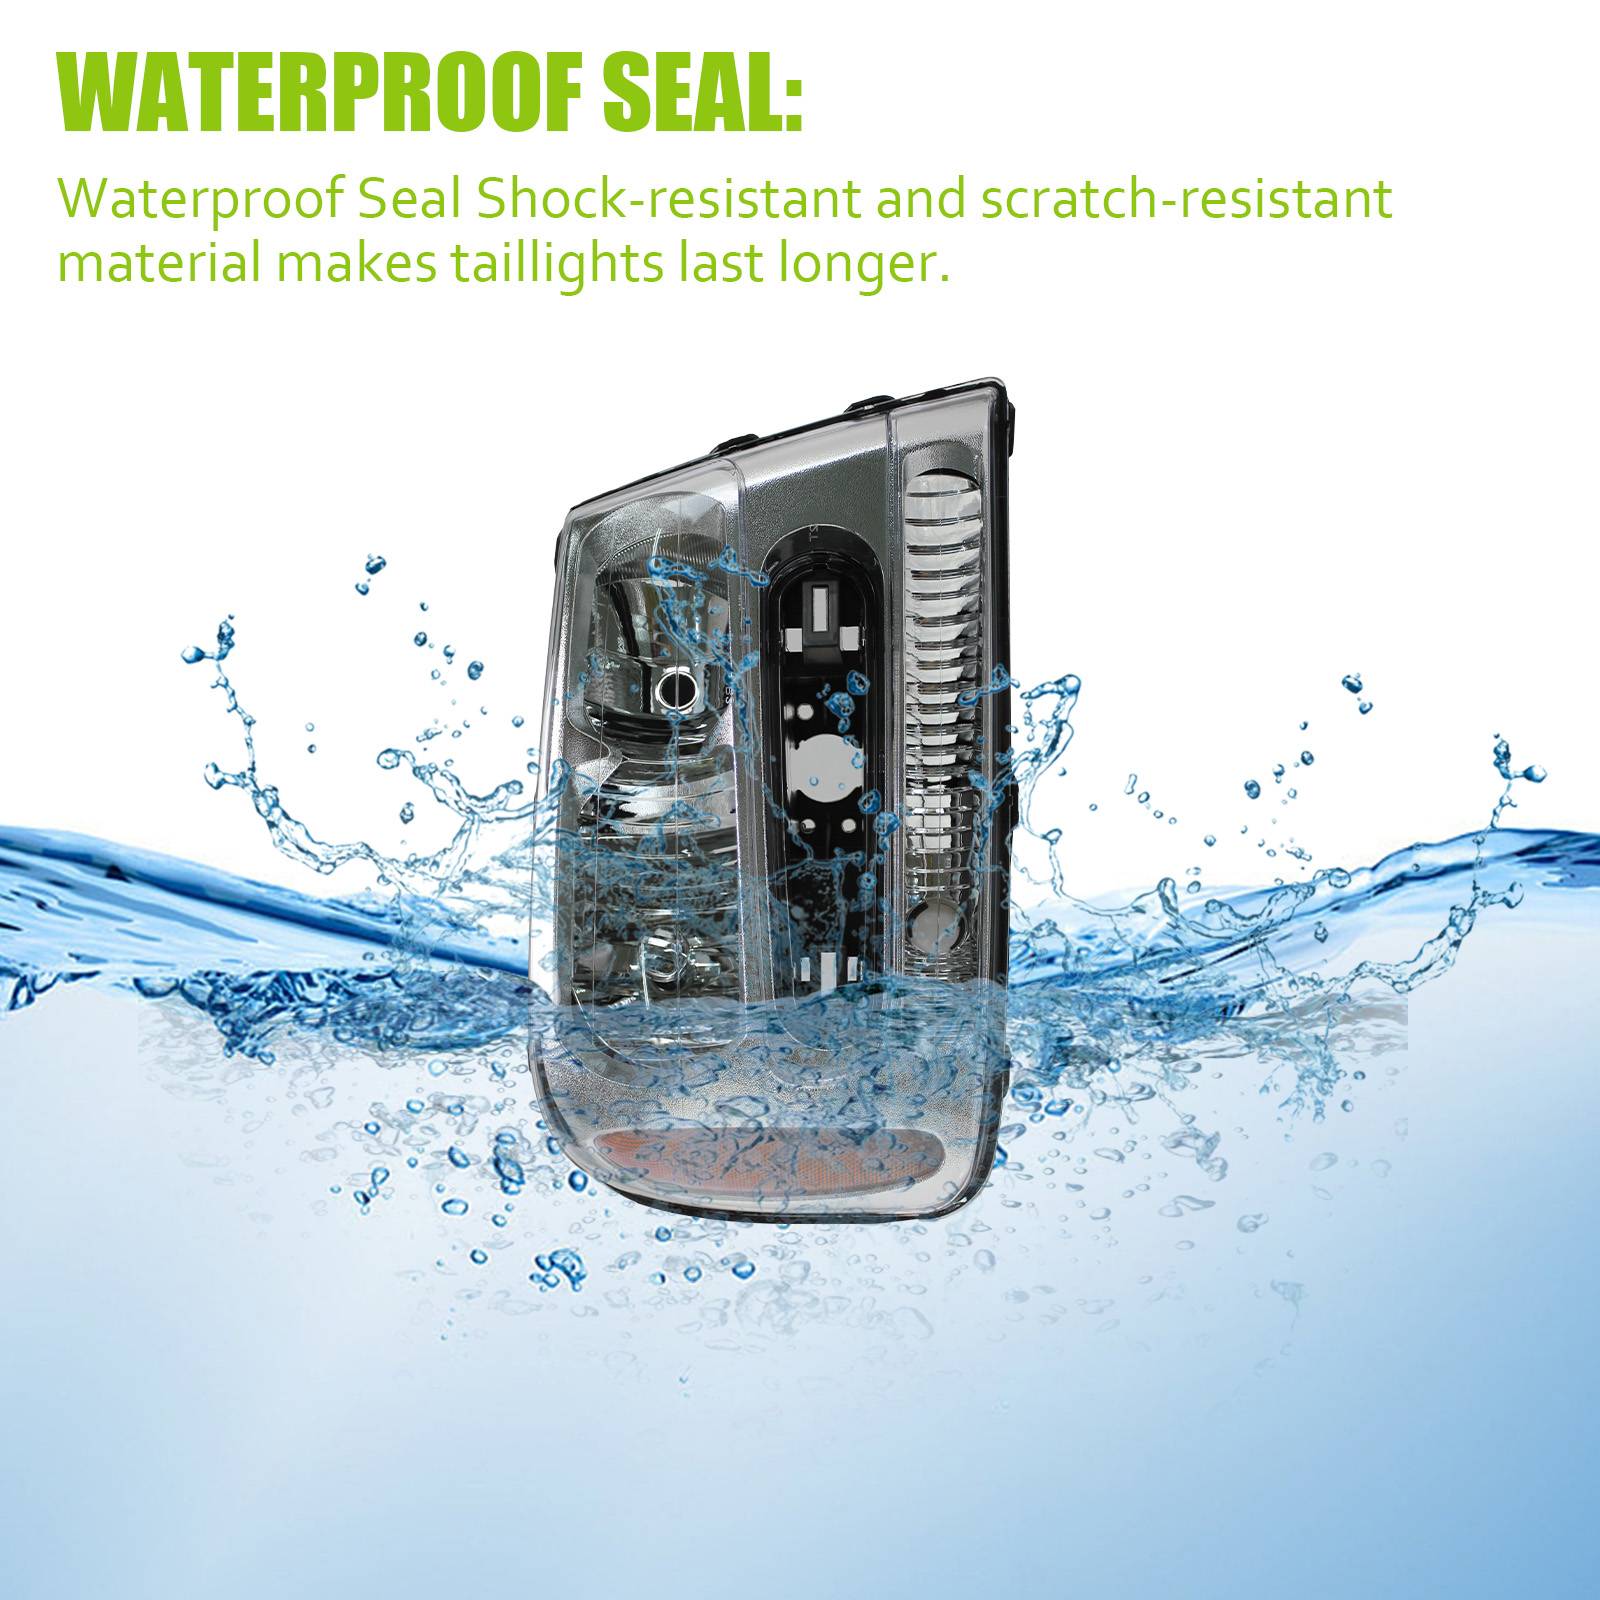 WATERPROOF SEAL:
Waterproof Seal Shock-resistant and scratch-resistant
material makes taillights last longer.